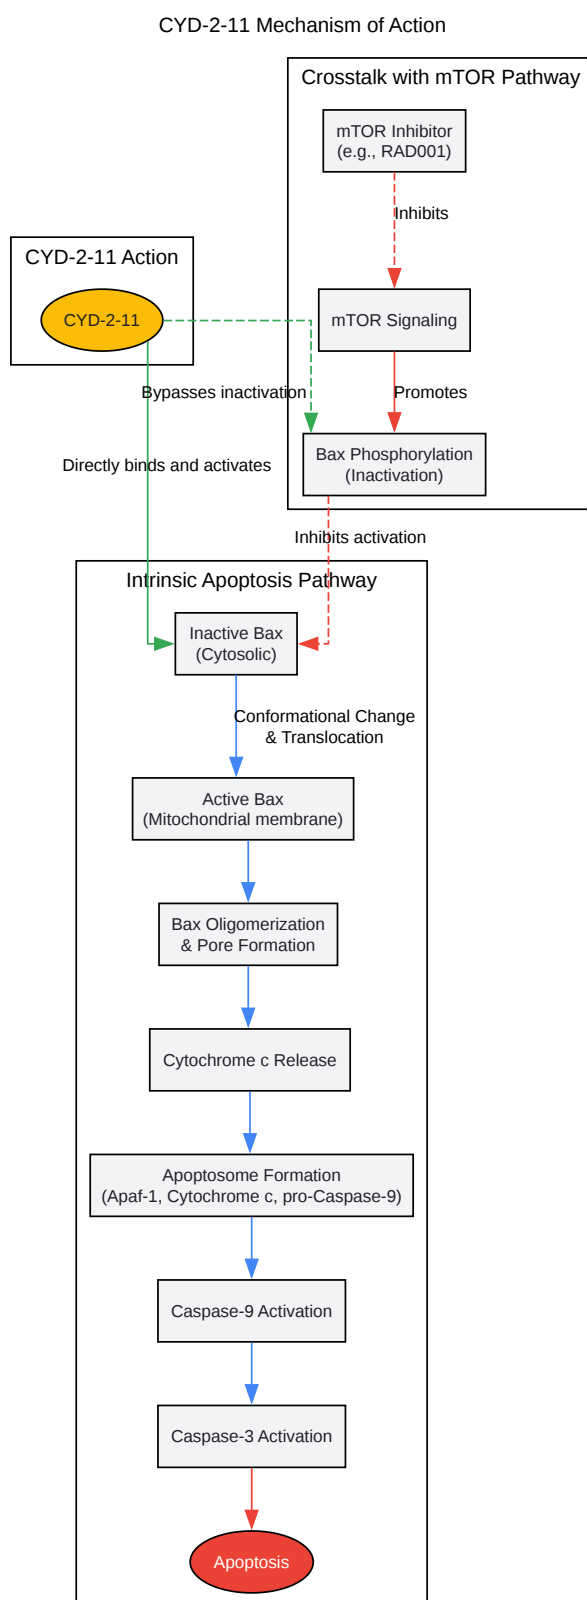 CYD-2-11 Mechanism of Action
Crosstalk with mTOR Pathway
mTOR Inhibitor
(e.g., RAD001)
Inhibits
CYD-2-11 Action
CYD-2-11
mTOR Signaling
Bypasses inactivation
Promotes
Bax Phosphorylation
(Inactivation)
Directly binds and activates
Inhibits activation
Intrinsic Apoptosis Pathway
Inactive Bax
(Cytosolic)
Conformational Change
& Translocation
Active Bax
(Mitochondrial membrane)
Bax Oligomerization
& Pore Formation
Cytochrome c Release
Apoptosome Formation
(Apaf-1, Cytochrome c, pro-Caspase-9)
Caspase-9 Activation
Caspase-3 Activation
Apoptosis